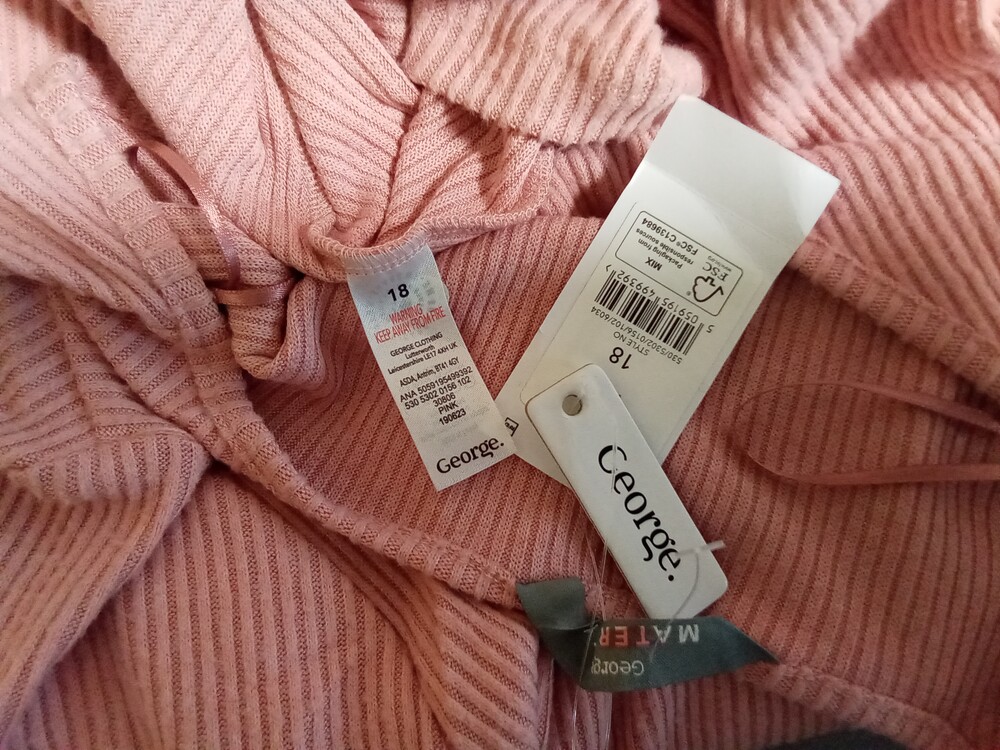 18
WARNING
KEEP AWAY FROM FIRE
GEORGE CLOTHING
Lutterworth
Leicestershire LE17 4XH UK
ASDA, Antrim, BT41 4GY
ANA 5059195499392
530 5302 0156 102
30806
PINK
190623
George.
FSC
MIX
Packaging from
responsible sources
FSC® C139684
5 059195 499392
STYLE NO
530/5302/0156/102/6034
18
George.
MATER
Georg